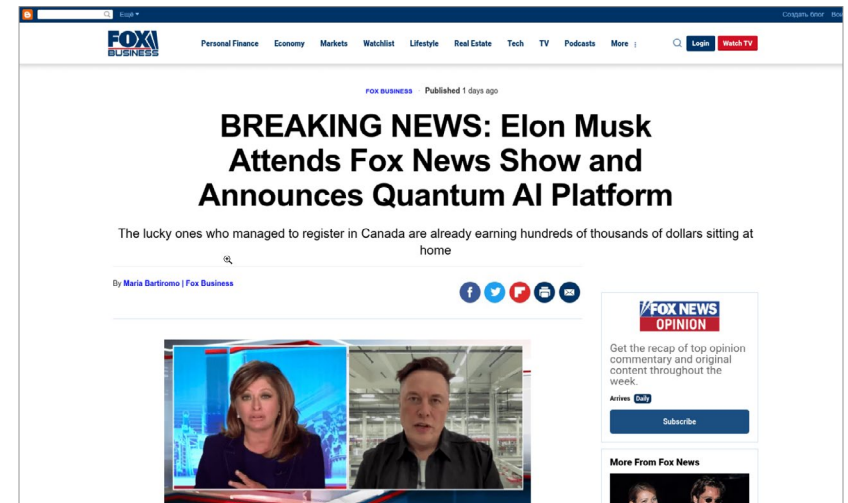 Ещё
Создать блог
FOX
BUSINESS
Personal Finance Economy Markets Watchlist Lifestyle Real Estate Tech TV Podcasts More Login Watch TV
FOX BUSINESS Published 1 days ago
BREAKING NEWS: Elon Musk
Attends Fox News Show and
Announces Quantum AI Platform
The lucky ones who managed to register in Canada are already earning hundreds of thousands of dollars sitting at
home
By Maria Bartiromo | Fox Business
FOX NEWS
OPINION
Get the recap of top opinion
commentary and original
content throughout the
week.
Arrives Daily
Subscribe
More From Fox News